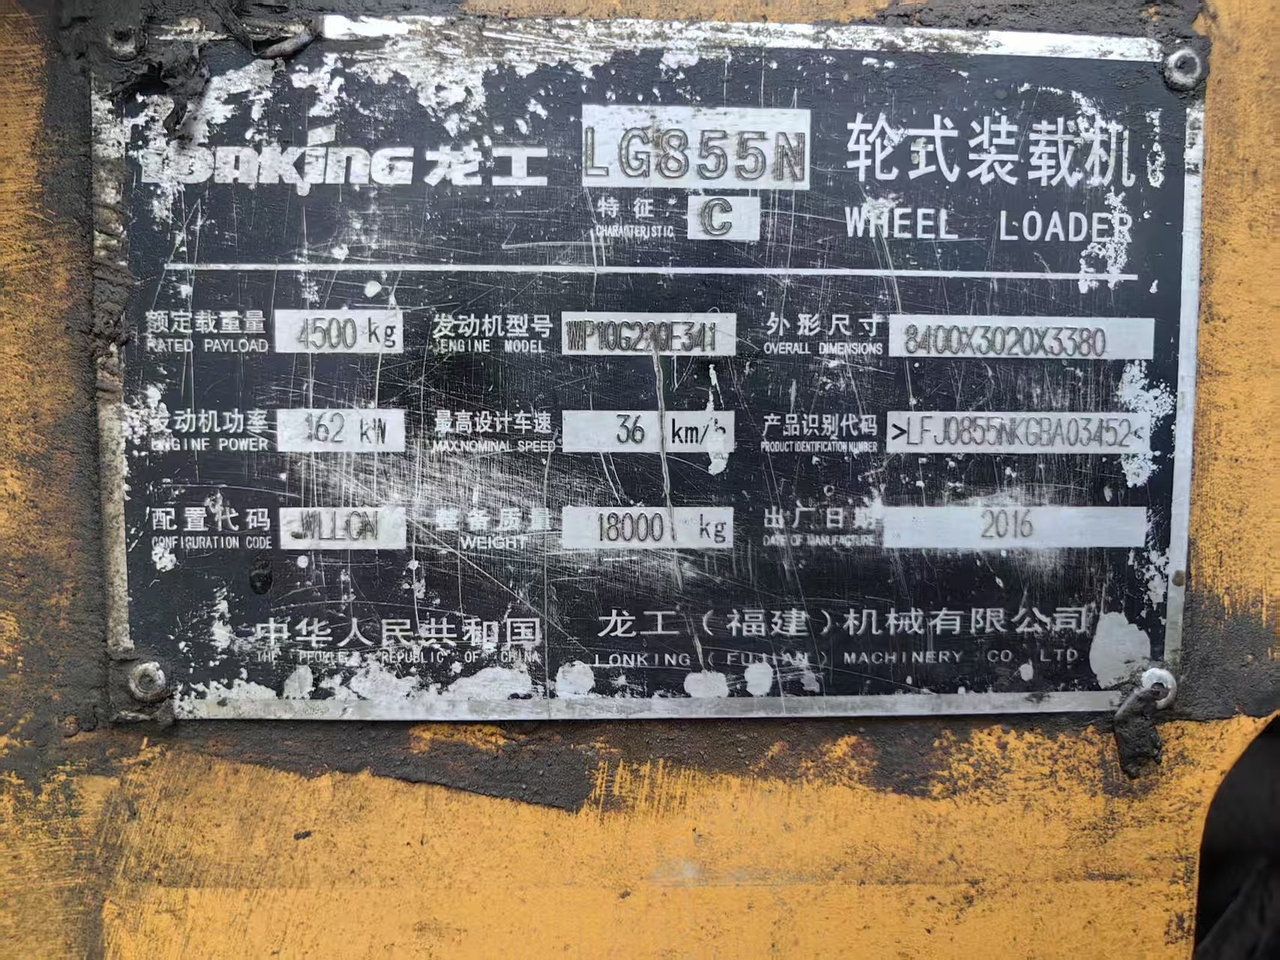 LONKING 龙工 LG855N 轮式装载机
特征 CHARACTERISTIC C WHEEL LOADER
额定载重量 4500 kg 发动机型号 WP10G220E341 外形尺寸 8400X3020X3380
RATED PAYLOAD ENGINE MODEL OVERALL DIMENSIONS
发动机功率 162 kW 最高设计车速 36 km/h 产品识别代码 >LFJ0855NKGBA03452<
ENGINE POWER MAX NOMINAL SPEED PRODUCT IDENTIFICATION NUMBER
配置代码 整备质量 18000 kg 出厂日期 2016
CONFIGURATION CODE WEIGHT DATE OF MANUFACTURE
中华人民共和国 龙工(福建)机械有限公司
THE PEOPLE'S REPUBLIC OF CHINA LONKING (FUJIAN) MACHINERY CO LTD